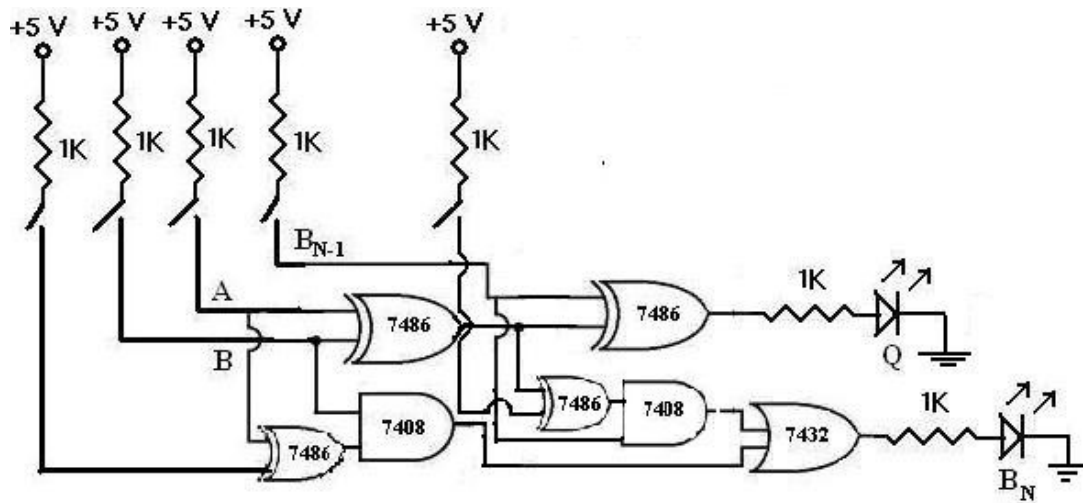 +5 V +5 V +5 V +5 V +5 V
1K 1K 1K 1K 1K
B_{N-1}
A 1K
7486 7486
B Q
7486 7408 1K
7408 7432
7486
B_N